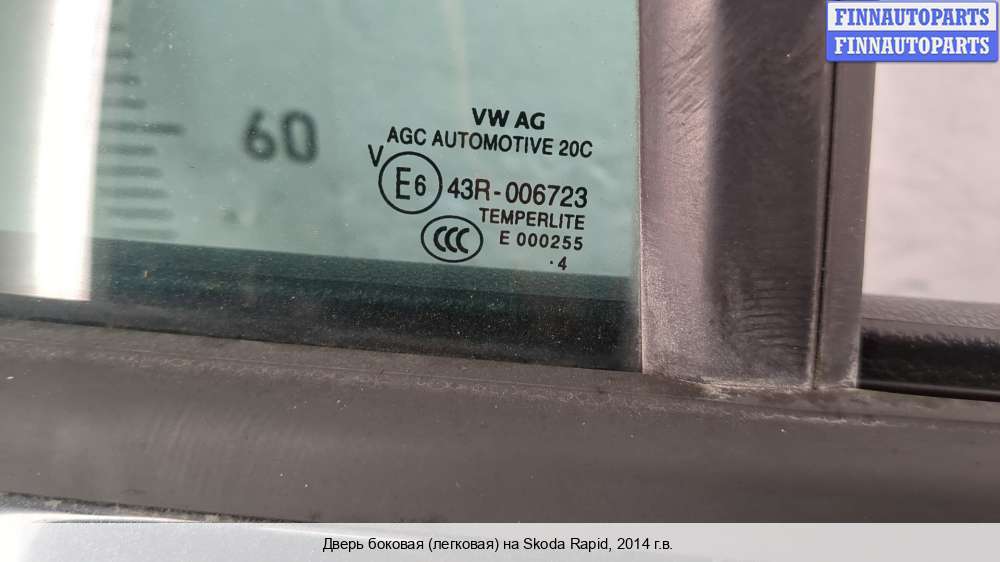 FINNAUTOPARTS
FINNAUTOPARTS
60
VW AG
AGC AUTOMOTIVE 20C
V
E6 43R-006723
TEMPERLITE
CCC E 000255
·4
Дверь боковая (легковая) на Skoda Rapid, 2014 г.в.